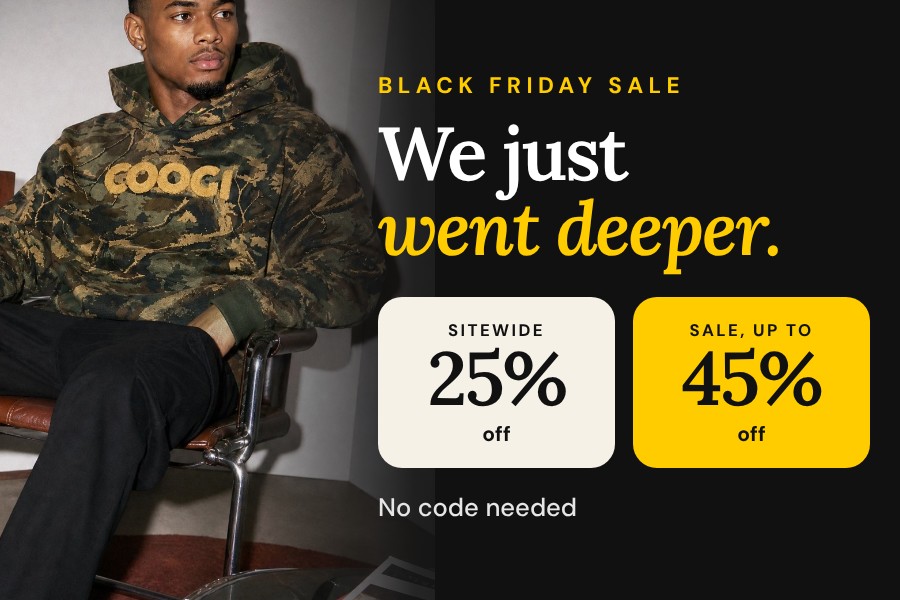 COOGI
BLACK FRIDAY SALE
We just
went deeper.
SITEWIDE
25%
off
SALE, UP TO
45%
off
No code needed